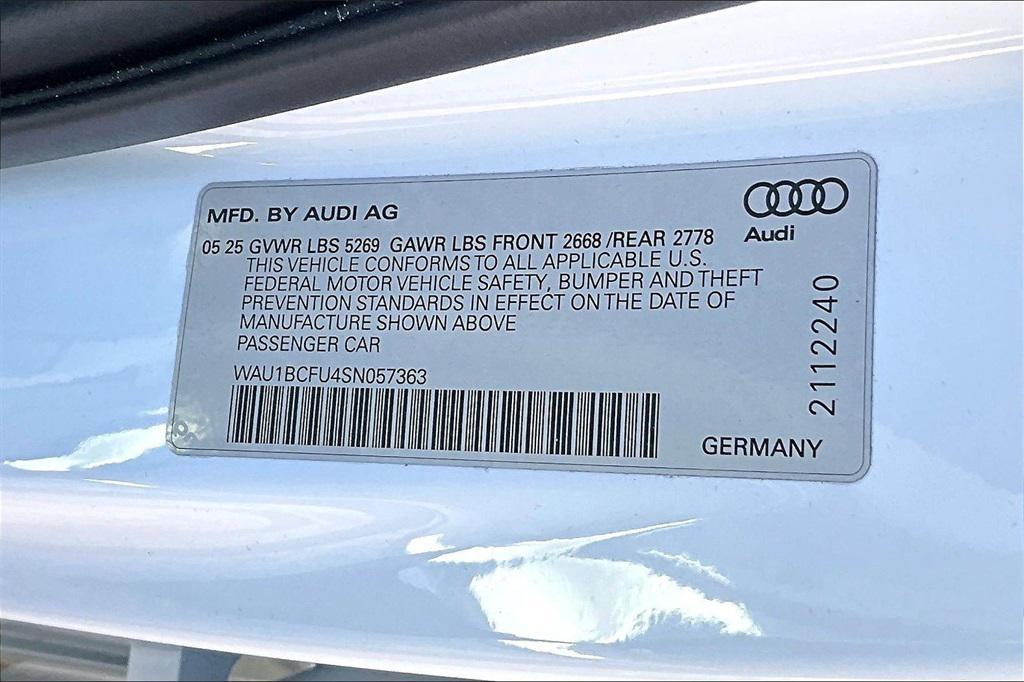 MFD. BY AUDI AG
Audi
05 25 GVWR LBS 5269 GAWR LBS FRONT 2668 /REAR 2778
THIS VEHICLE CONFORMS TO ALL APPLICABLE U.S.
FEDERAL MOTOR VEHICLE SAFETY, BUMPER AND THEFT
PREVENTION STANDARDS IN EFFECT ON THE DATE OF
MANUFACTURE SHOWN ABOVE
PASSENGER CAR
WAU1BCFU4SN057363
2112240
GERMANY